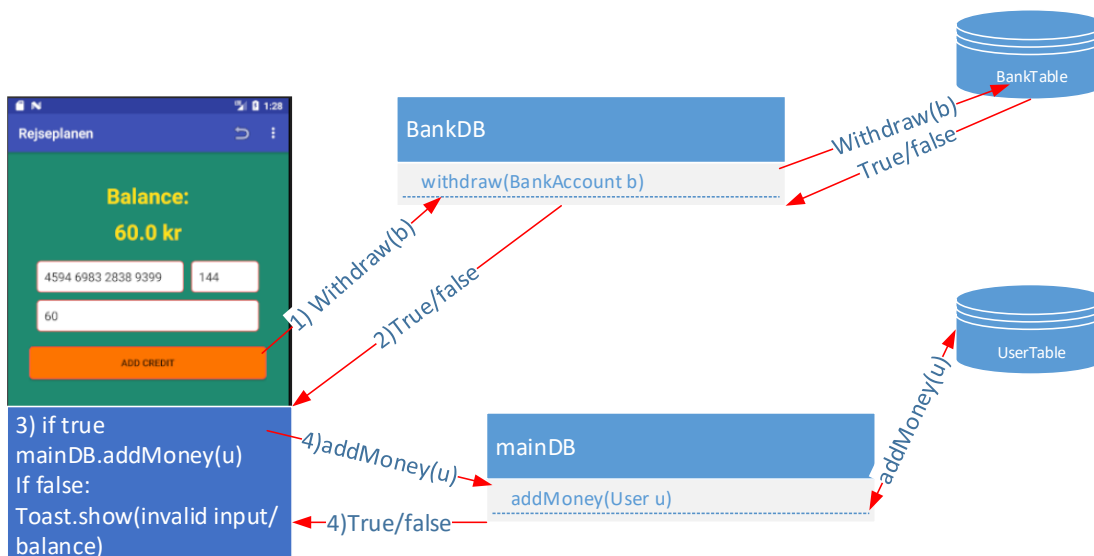 1:28
Rejseplanen
Balance:
60.0 kr
4594 6983 2838 9399
144
60
ADD CREDIT
3) if true
mainDB.addMoney(u)
If false:
Toast.show(invalid input/
balance)
1) Withdraw(b)
2)True/false
BankDB
withdraw(BankAccount b)
Withdraw(b)
True/false
BankTable
4)addMoney(u)
4)True/false
mainDB
addMoney(User u)
addMoney(u)
UserTable